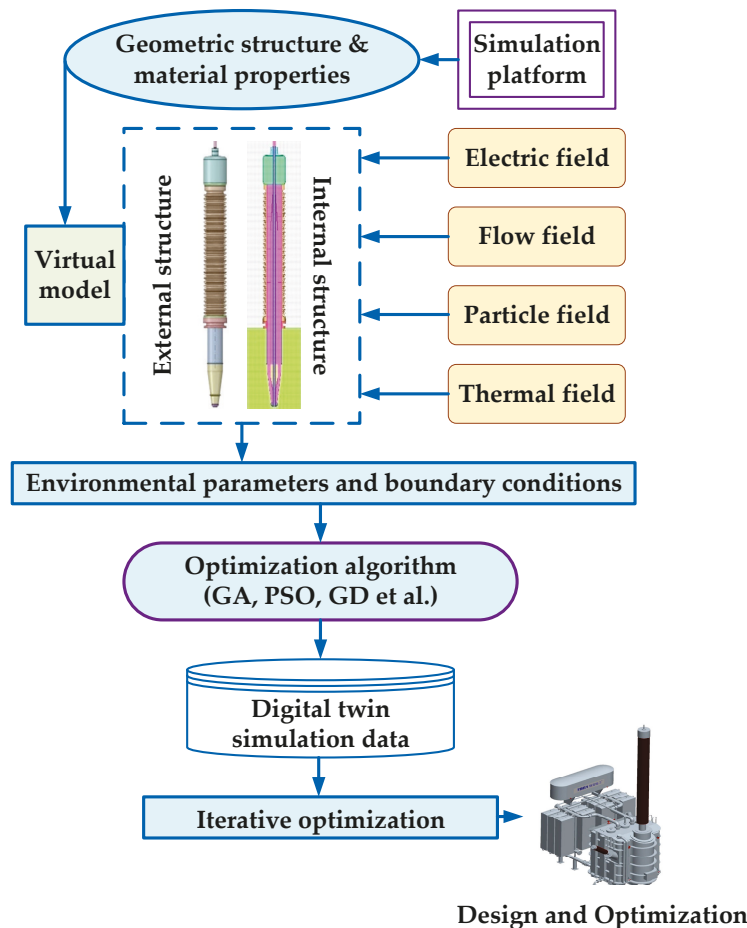 Geometric structure &
material properties
Simulation
platform
External structure
Internal structure
Electric field
Flow field
Virtual
model
Particle field
Thermal field
Environmental parameters and boundary conditions
Optimization algorithm
(GA, PSO, GD et al.)
Digital twin
simulation data
Iterative optimization
Design and Optimization